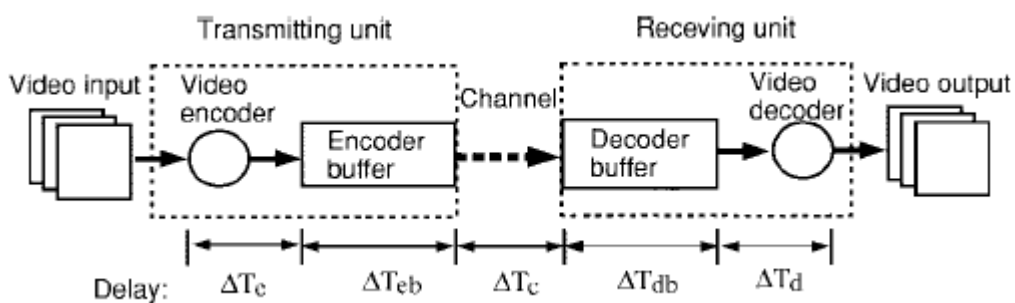 Transmitting unit
Receving unit
Video input
Video
encoder
Encoder
buffer
Channel
Decoder
buffer
Video
decoder
Video output
Delay: ΔTe ΔTeb ΔTc ΔTdb ΔTd